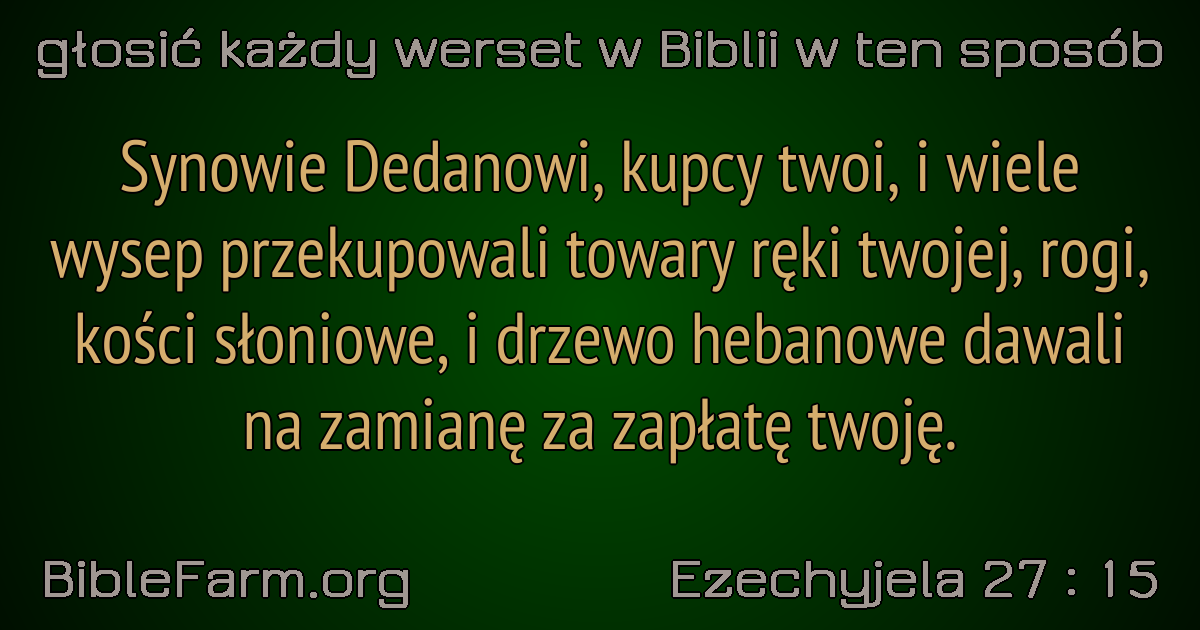 głosić każdy werset w Biblii w ten sposób
Synowie Dedanowi, kupcy twoi, i wiele
wysep przekupowali towary ręki twojej, rogi,
kości słoniowe, i drzewo hebanowe dawali
na zamianę za zapłatę twoję.
BibleFarm.org
Ezechyjela 27 : 15